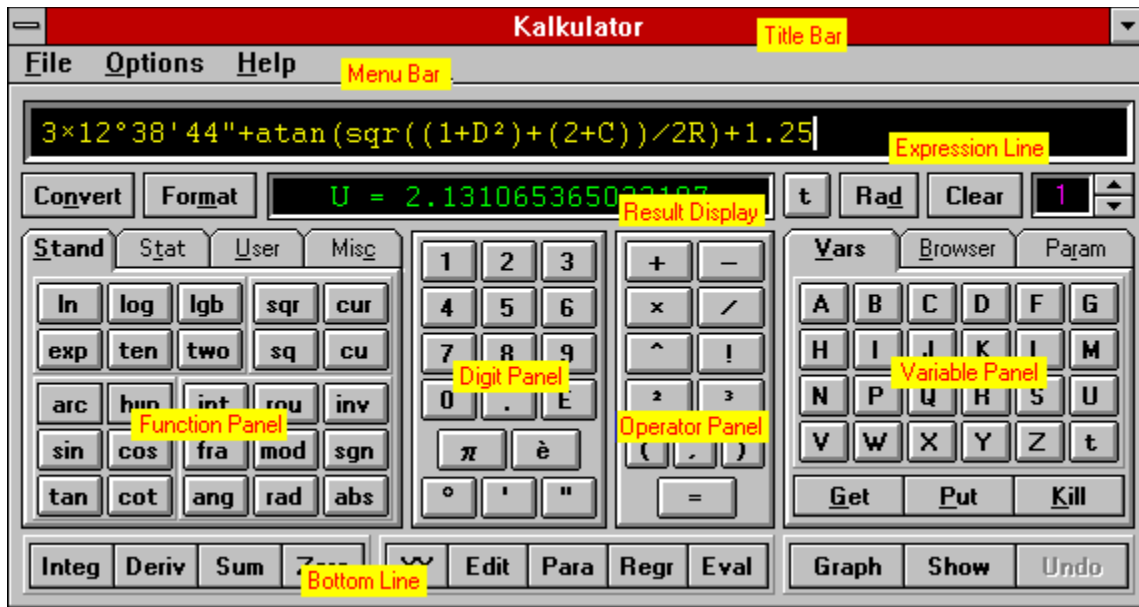 Kalkulator
Title Bar
File Options Help
Menu Bar
3×12°38'44"+atan(sqr((1+D²)+(2+C))/2R)+1.25
Expression Line
Convert Format U = t Rad Clear 1
Result Display
Stand Stat User Misc
Vars Browser Param
1 2 3 + −
ln log lgb sqr cur
4 5 6 × /
A B C D F G
exp ten two sq cu
7 8 9 ^ !
H I J K L M
Digit Panel
Variable Panel
arc int rou inv
0 . E ² ³
N P Q R S U
Function Panel
Operator Panel
sin cos fra mod sgn
π è ( , )
V W X Y Z t
tan cot ang rad abs
° ' " =
Get Put Kill
Integ Deriv Sum Edit Para Regr Eval Graph Show Undo
Bottom Line